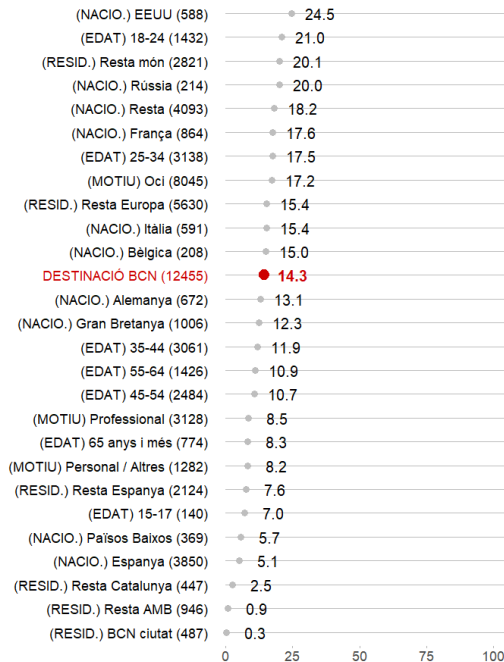 (NACIO.) EEUU (588) 24.5
(EDAT) 18-24 (1432) 21.0
(RESID.) Resta món (2821) 20.1
(NACIO.) Rússia (214) 20.0
(NACIO.) Resta (4093) 18.2
(NACIO.) França (864) 17.6
(EDAT) 25-34 (3138) 17.5
(MOTIU) Oci (8045) 17.2
(RESID.) Resta Europa (5630) 15.4
(NACIO.) Itàlia (591) 15.4
(NACIO.) Bèlgica (208) 15.0
DESTINACIÓ BCN (12455) 14.3
(NACIO.) Alemanya (672) 13.1
(NACIO.) Gran Bretanya (1006) 12.3
(EDAT) 35-44 (3061) 11.9
(EDAT) 55-64 (1426) 10.9
(EDAT) 45-54 (2484) 10.7
(MOTIU) Professional (3128) 8.5
(EDAT) 65 anys i més (774) 8.3
(MOTIU) Personal / Altres (1282) 8.2
(RESID.) Resta Espanya (2124) 7.6
(EDAT) 15-17 (140) 7.0
(NACIO.) Països Baixos (369) 5.7
(NACIO.) Espanya (3850) 5.1
(RESID.) Resta Catalunya (447) 2.5
(RESID.) Resta AMB (946) 0.9
(RESID.) BCN ciutat (487) 0.3
0 25 50 75 100